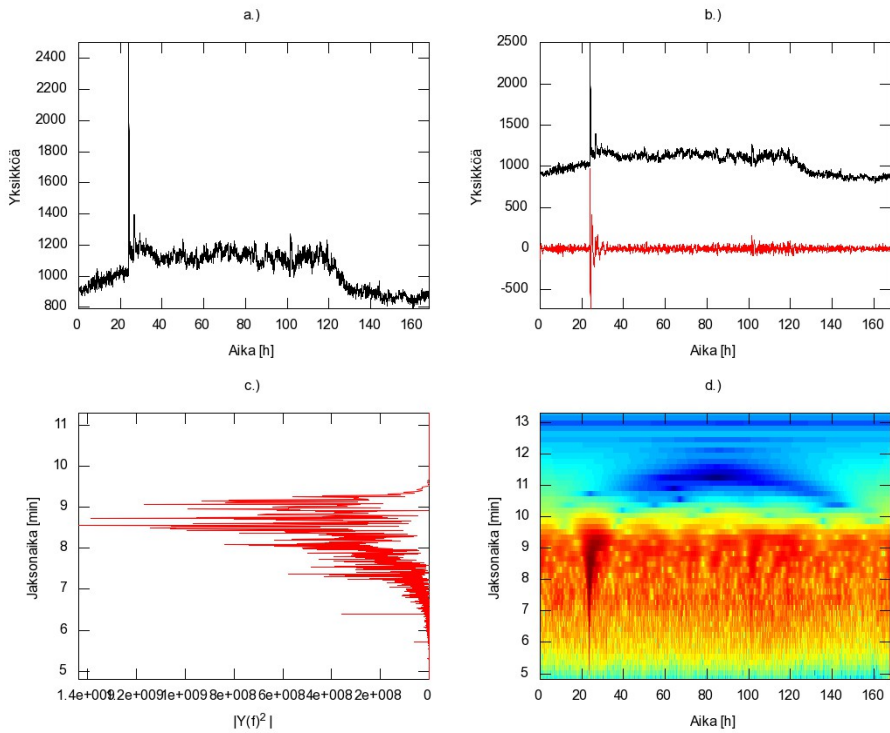 a.)
2500
2400
2200
2000
1800
1600
1400
1200
1000
800
Yksikköä
0 20 40 60 80 100 120 140 160
Aika [h]
b.)
2500
2000
1500
1000
500
0
-500
Yksikköä
0 20 40 60 80 100 120 140 160
Aika [h]
c.)
11
10
9
8
7
6
5
Jaksonaika [min]
1.4e+009 1.2e+009 1e+009 8e+008 6e+008 4e+008 2e+008 0
|Y(f)²|
d.)
13
12
11
10
9
8
7
6
5
Jaksonaika [min]
0 20 40 60 80 100 120 140 160
Aika [h]